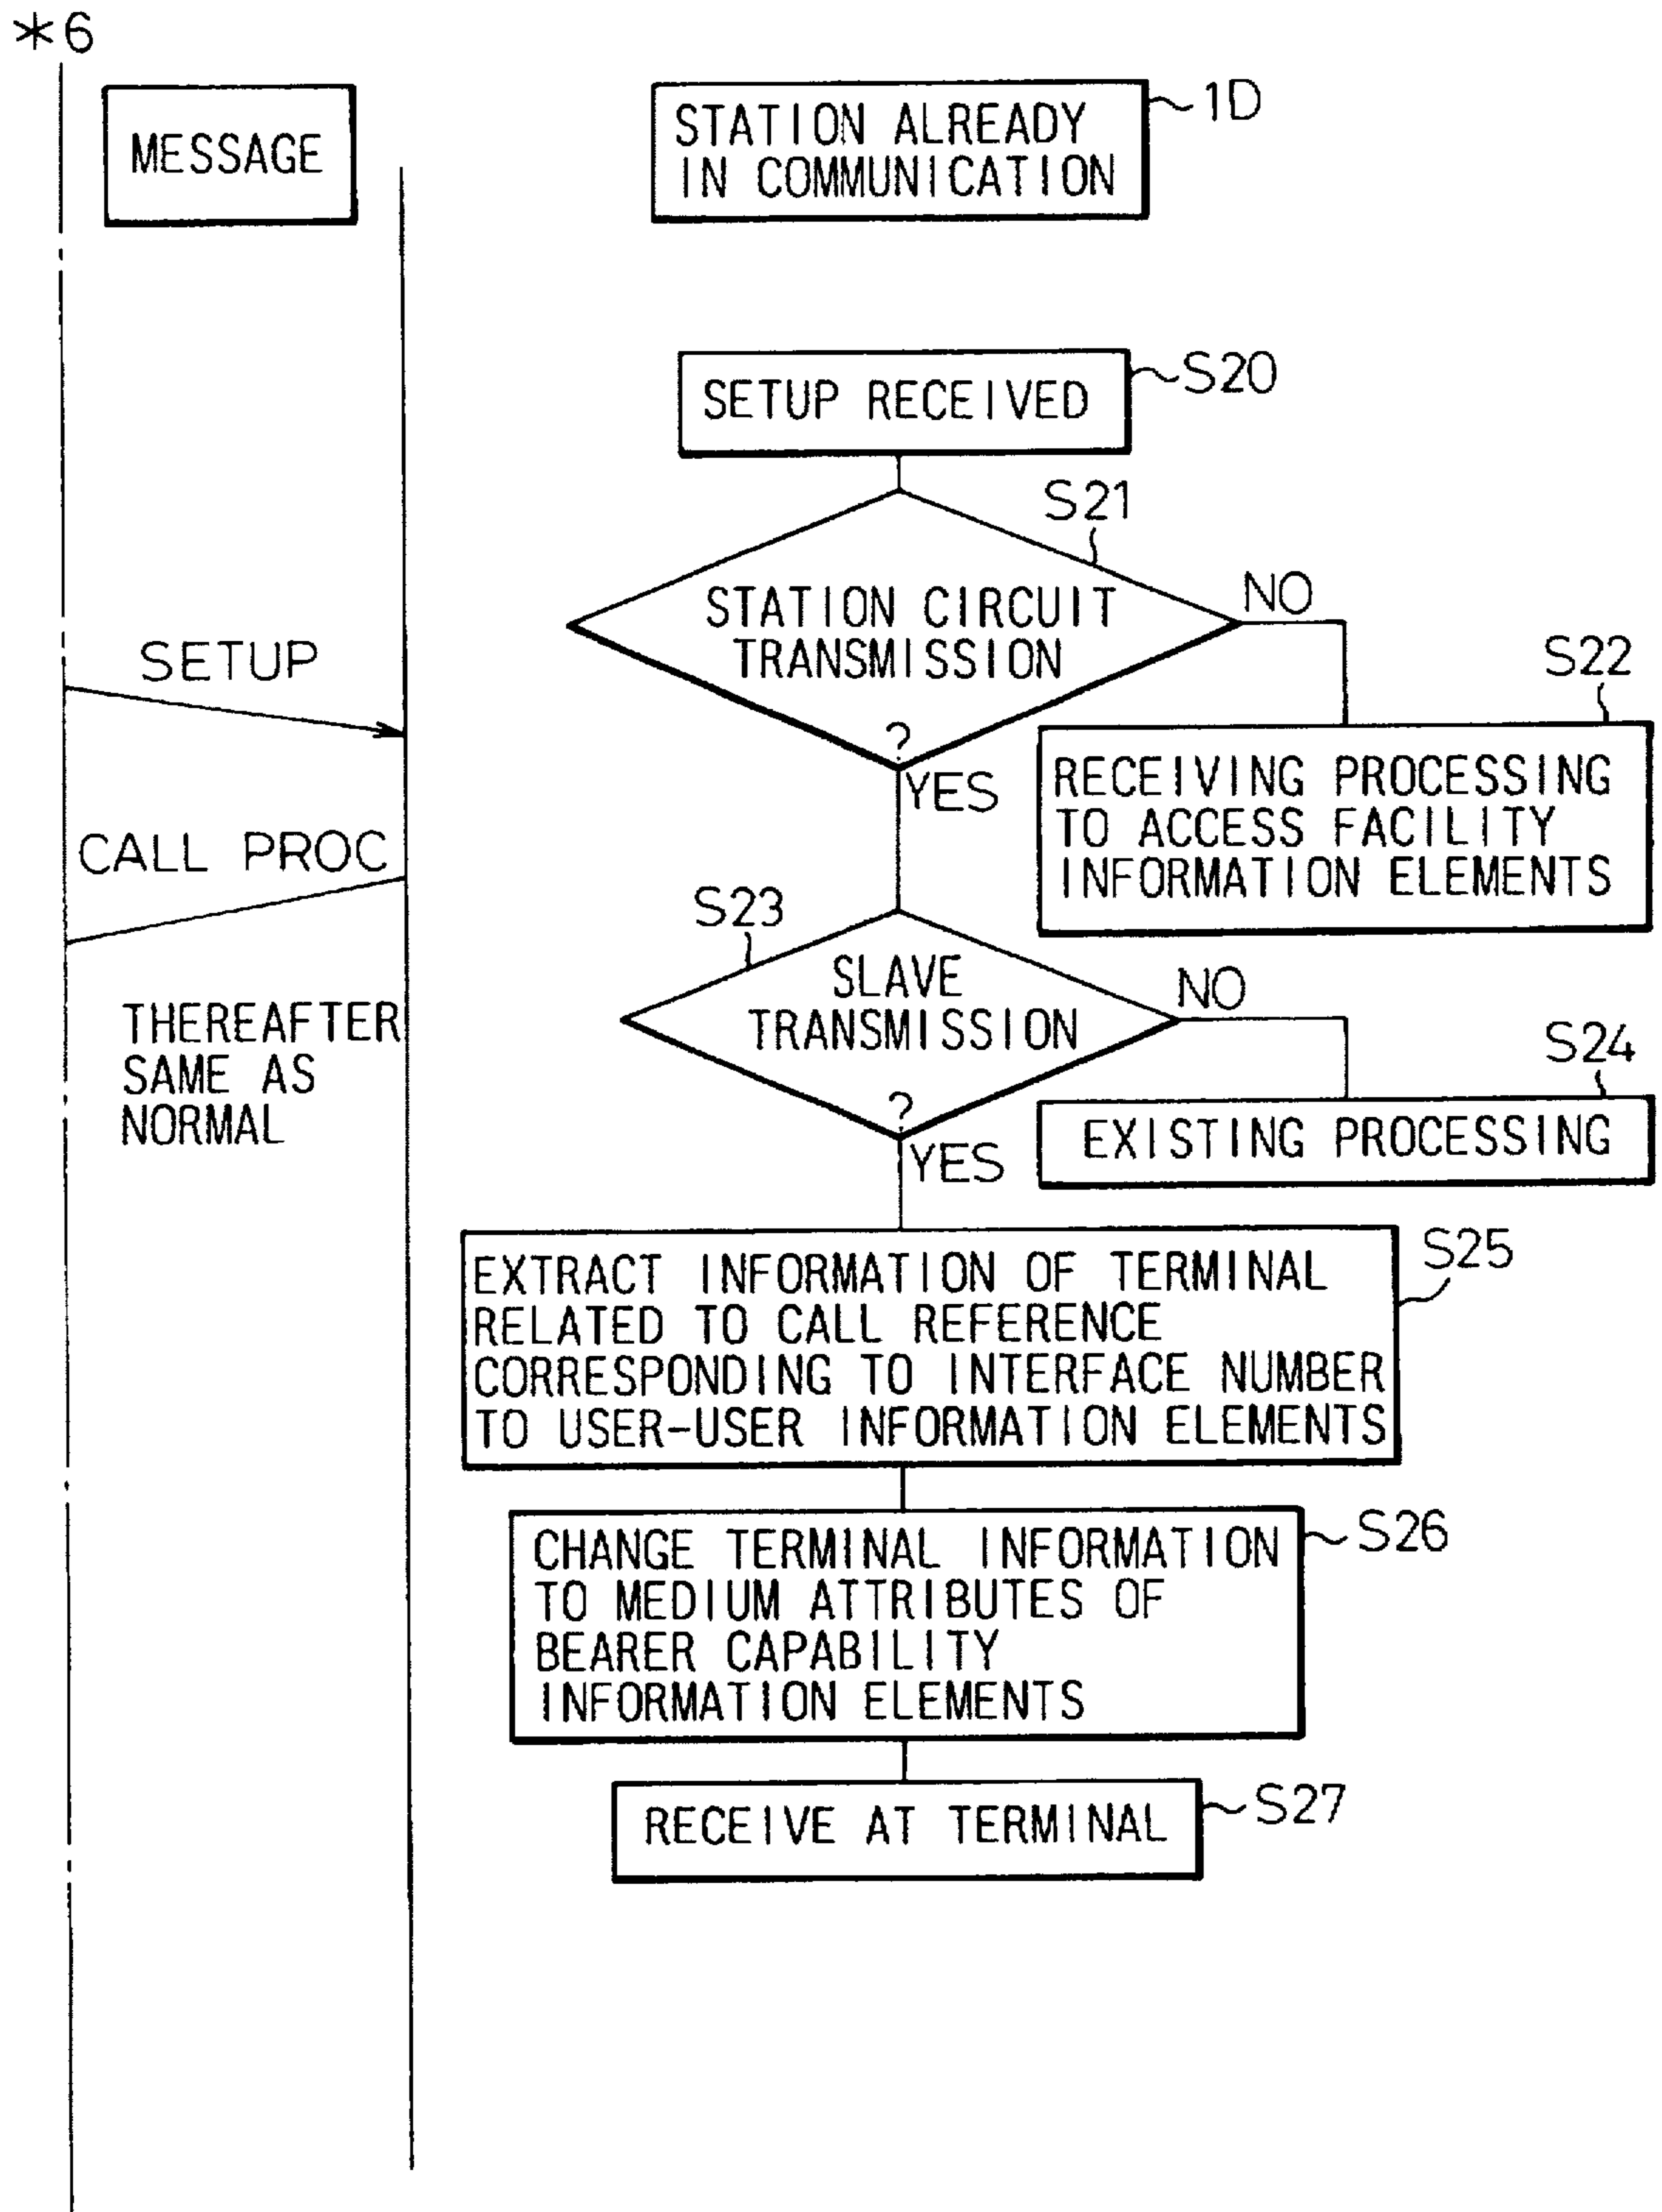 *6
MESSAGE
STATION ALREADY
IN COMMUNICATION
1D
SETUP RECEIVED
S20
S21
STATION CIRCUIT
TRANSMISSION
?
NO
YES
SETUP
S22
RECEIVING PROCESSING
TO ACCESS FACILITY
INFORMATION ELEMENTS
CALL PROC
S23
SLAVE
TRANSMISSION
?
NO
YES
THEREAFTER
SAME AS
NORMAL
S24
EXISTING PROCESSING
EXTRACT INFORMATION OF TERMINAL
RELATED TO CALL REFERENCE
CORRESPONDING TO INTERFACE NUMBER
TO USER-USER INFORMATION ELEMENTS
S25
CHANGE TERMINAL INFORMATION
TO MEDIUM ATTRIBUTES OF
BEARER CAPABILITY
INFORMATION ELEMENTS
S26
RECEIVE AT TERMINAL
S27